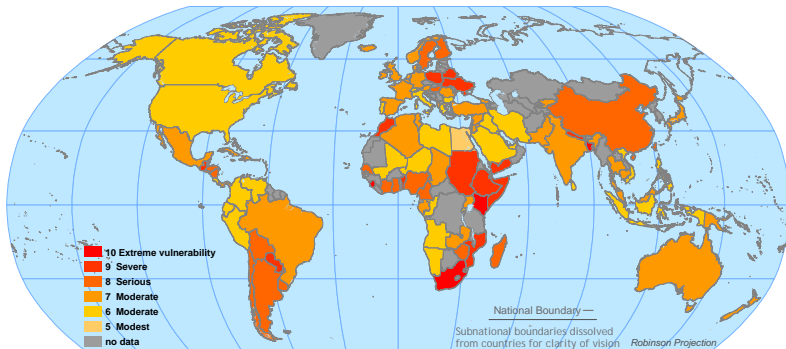 10 Extreme vulnerability
9 Severe
8 Serious
7 Moderate
6 Moderate
5 Modest
no data
National Boundary
Subnational boundaries dissolved
from countries for clarity of vision
Robinson Projection